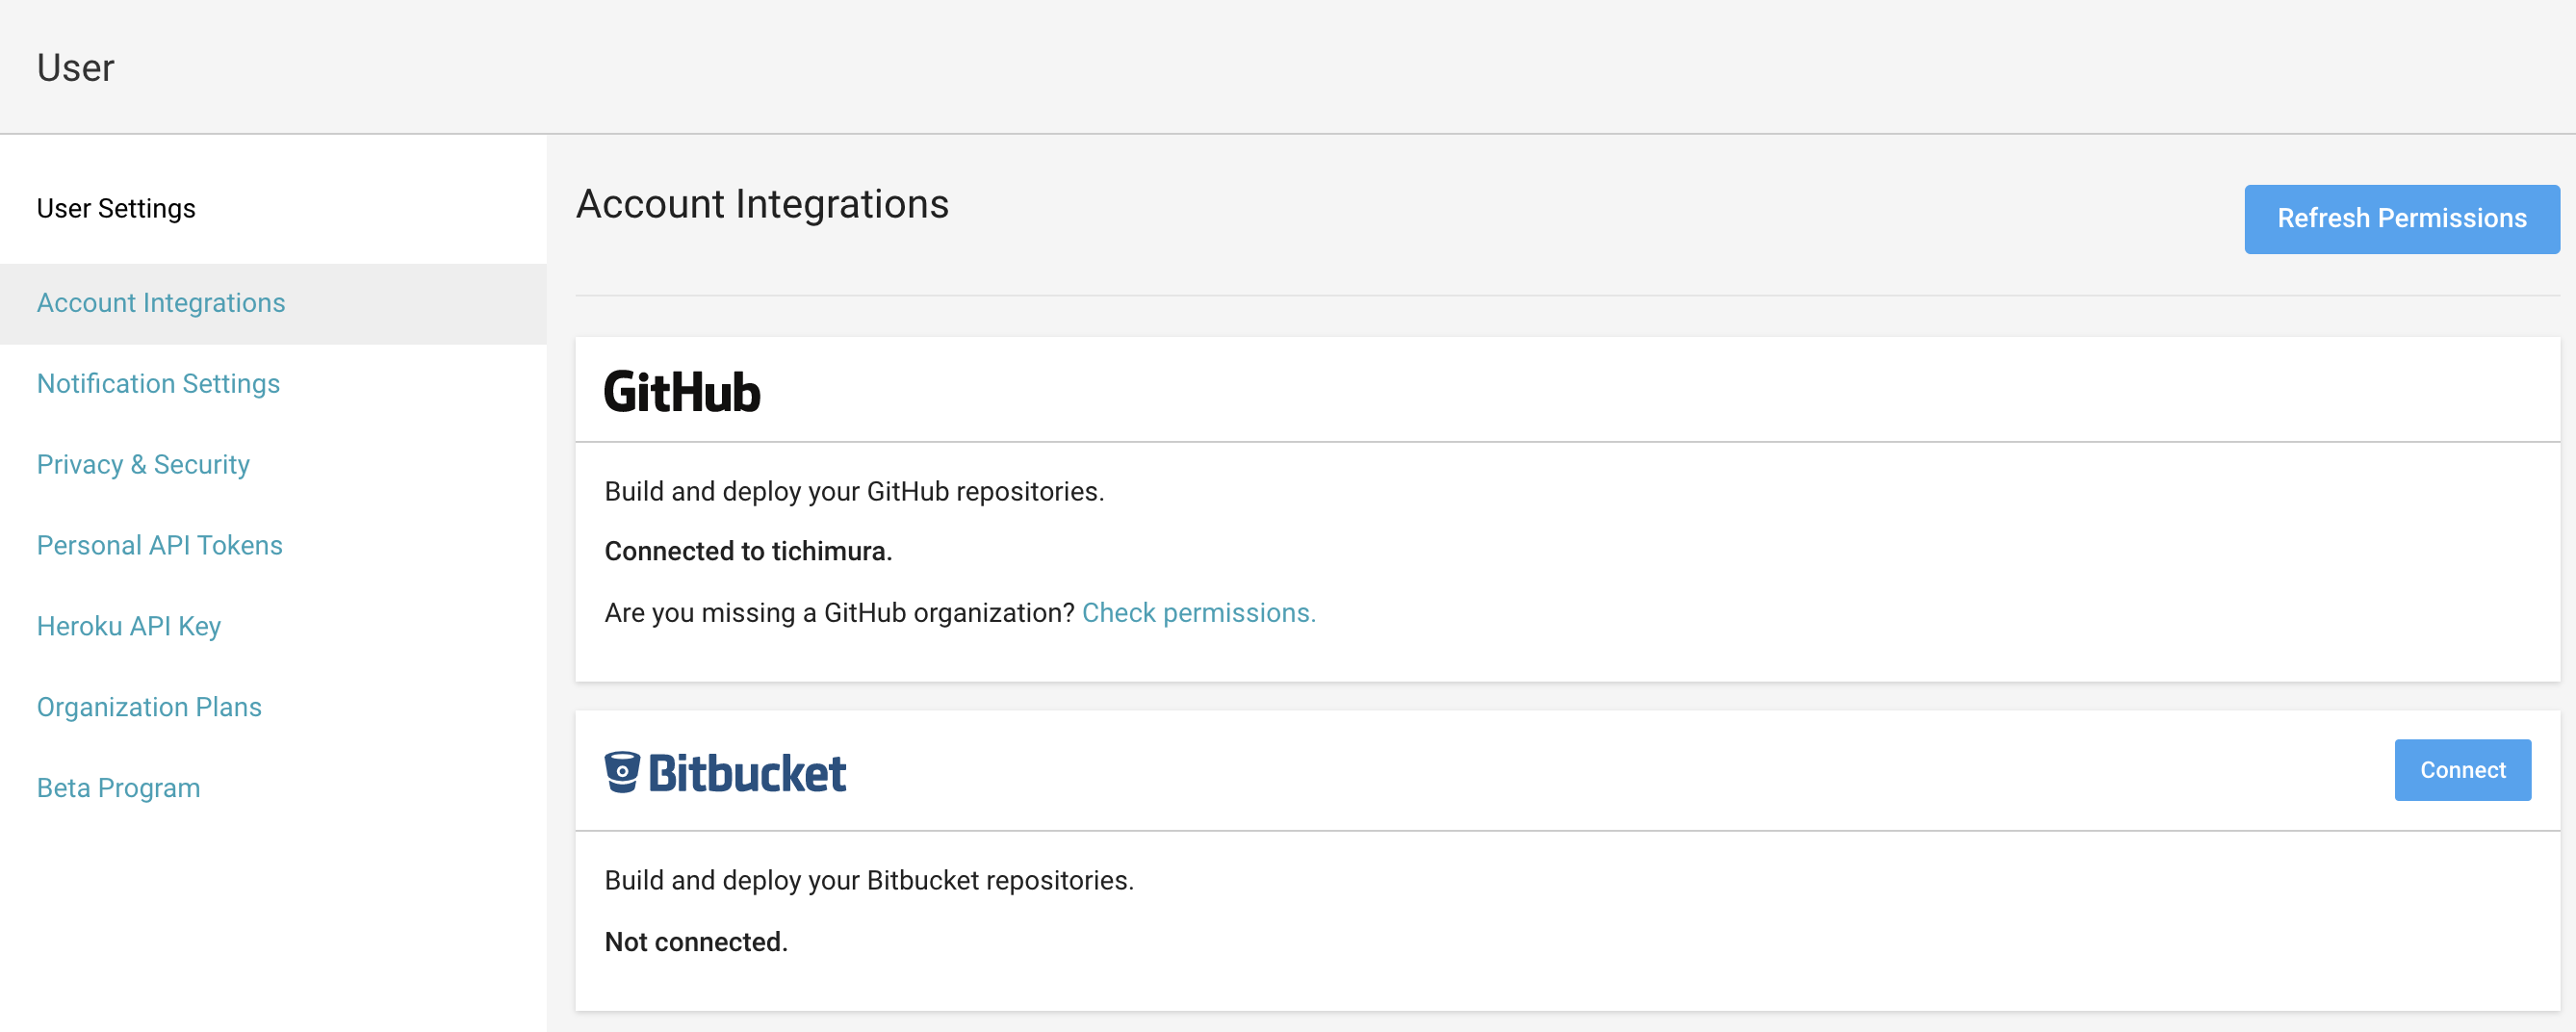 User
User Settings
Account Integrations
Notification Settings
Privacy & Security
Personal API Tokens
Heroku API Key
Organization Plans
Beta Program
Account Integrations
Refresh Permissions
GitHub
Build and deploy your GitHub repositories.
Connected to tichimura.
Are you missing a GitHub organization? Check permissions.
Bitbucket
Connect
Build and deploy your Bitbucket repositories.
Not connected.